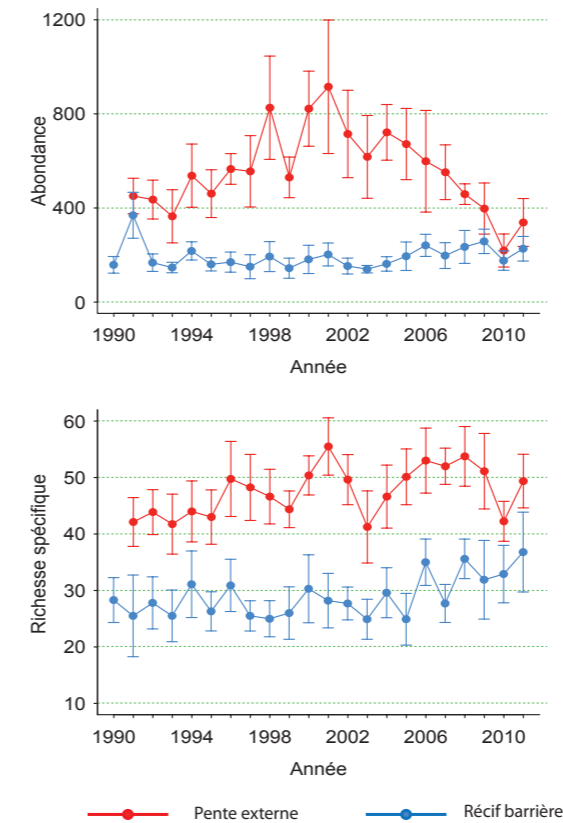 1200
800
400
0
Abondance
1990 1994 1998 2002 2006 2010
Année
60
50
40
30
20
10
Richesse spécifique
1990 1994 1998 2002 2006 2010
Année
Pente externe Récif barrière